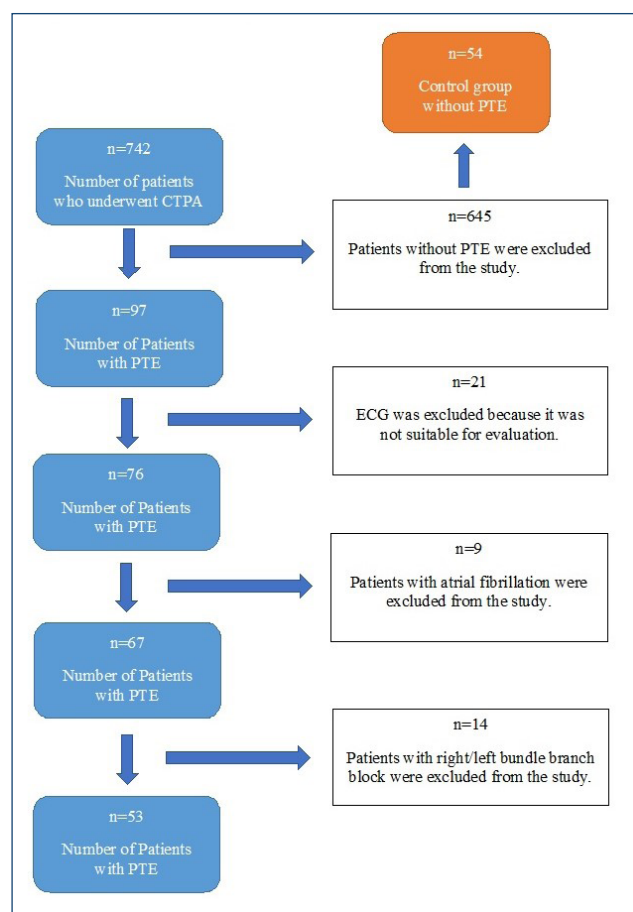 n=54
Control group
without PTE
n=742
Number of patients
who underwent CTPA
n=645
Patients without PTE were excluded
from the study.
n=97
Number of Patients
with PTE
n=21
ECG was excluded because it was
not suitable for evaluation.
n=76
Number of Patients
with PTE
n=9
Patients with atrial fibrillation were
excluded from the study.
n=67
Number of Patients
with PTE
n=14
Patients with right/left bundle branch
block were excluded from the study.
n=53
Number of Patients
with PTE